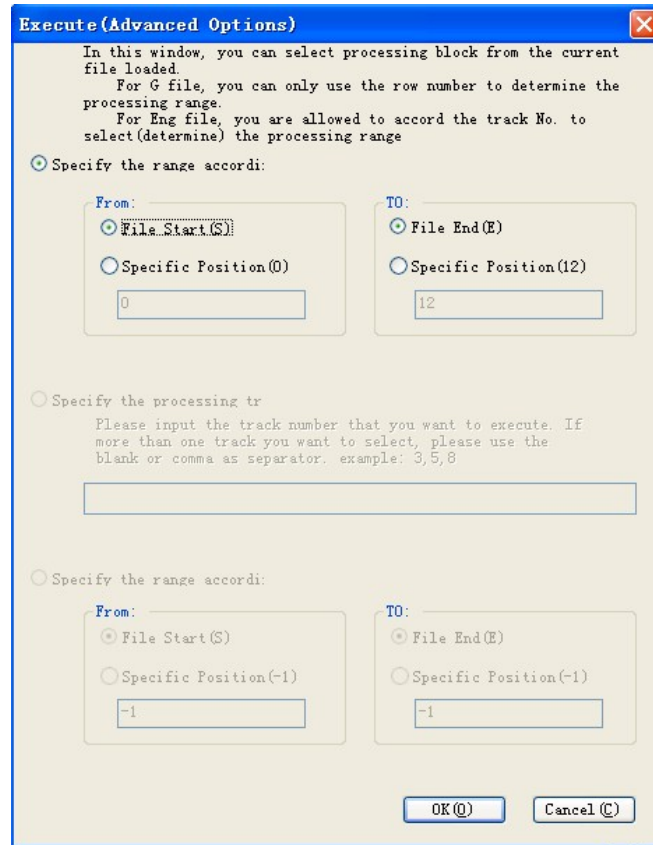 Execute(Advanced Options)
In this window, you can select processing block from the current
file loaded.
For G file, you can only use the row number to determine the
processing range.
For Eng file, you are allowed to accord the track No. to
select(determine) the processing range
Specify the range accordi:
From: TO:
File Start(S) File End(E)
Specific Position(0) Specific Position(12)
0 12
Specify the processing tr
Please input the track number that you want to execute. If
more than one track you want to select, please use the
blank or comma as separator. example: 3,5,8
Specify the range accordi:
From: TO:
File Start(S) File End(E)
Specific Position(-1) Specific Position(-1)
-1 -1
OK(O) Cancel(C)